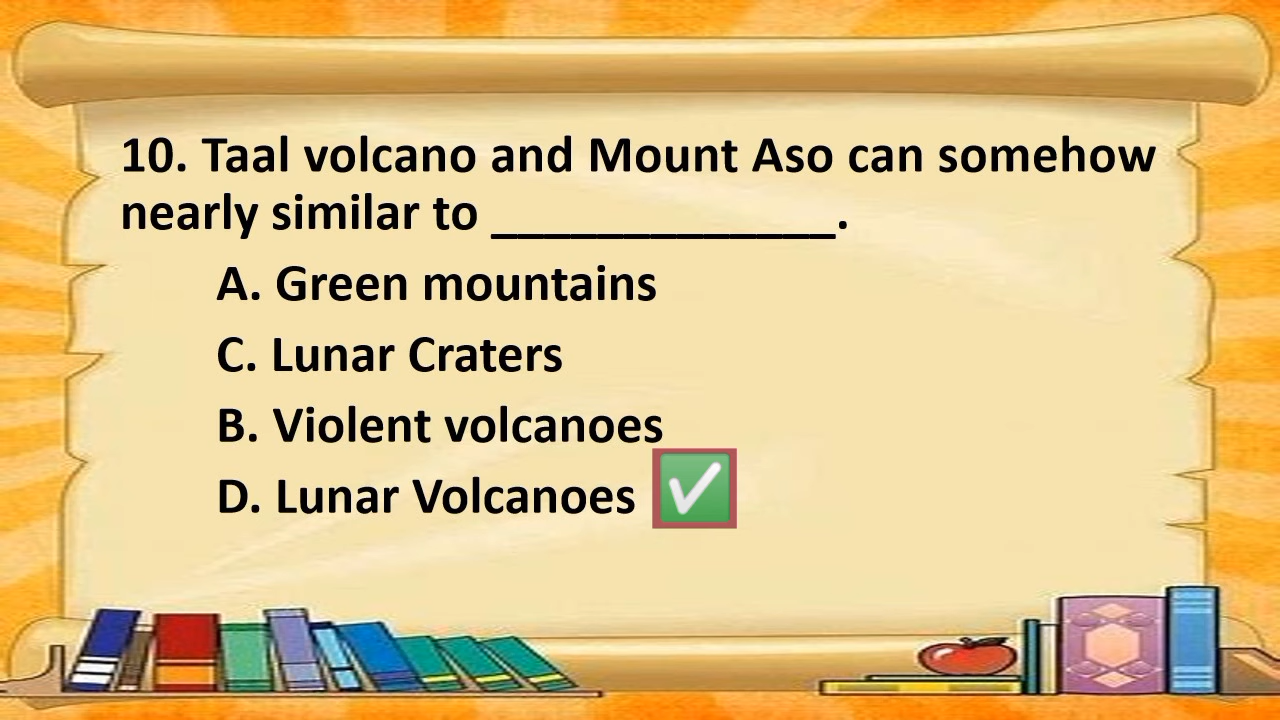 10. Taal volcano and Mount Aso can somehow
nearly similar to _____________.
A. Green mountains
C. Lunar Craters
B. Violent volcanoes
D. Lunar Volcanoes ✅